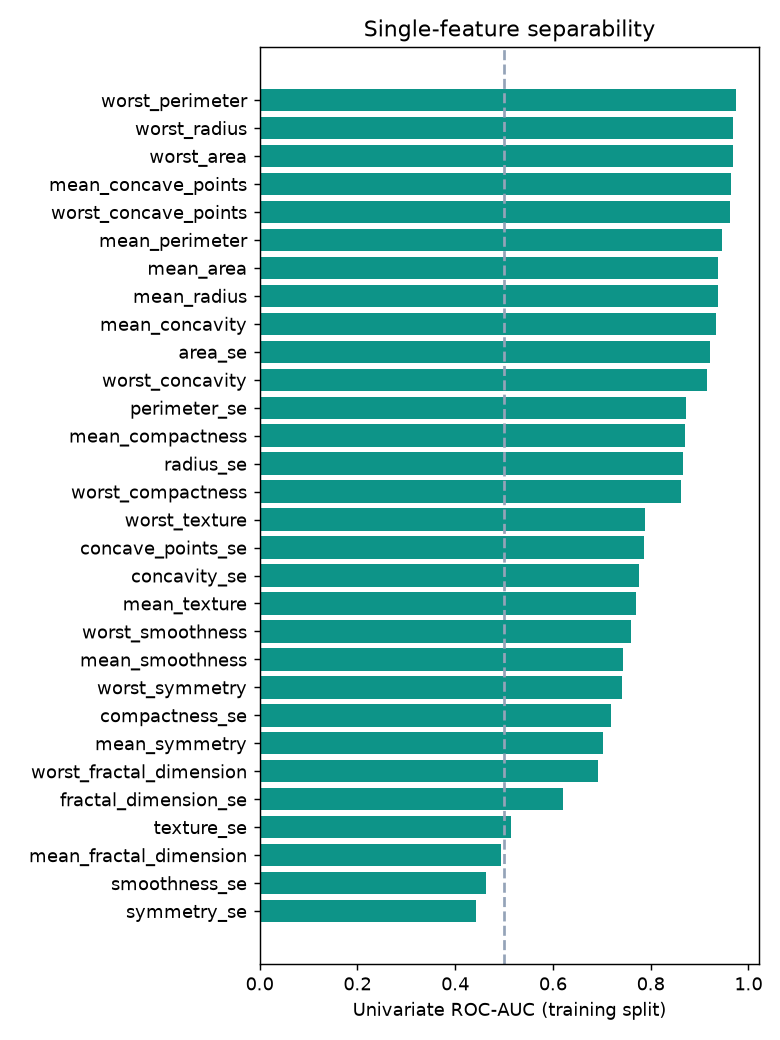 Single-feature separability
worst_perimeter
worst_radius
worst_area
mean_concave_points
worst_concave_points
mean_perimeter
mean_area
mean_radius
mean_concavity
area_se
worst_concavity
perimeter_se
mean_compactness
radius_se
worst_compactness
worst_texture
concave_points_se
concavity_se
mean_texture
worst_smoothness
mean_smoothness
worst_symmetry
compactness_se
mean_symmetry
worst_fractal_dimension
fractal_dimension_se
texture_se
mean_fractal_dimension
smoothness_se
symmetry_se
0.0 0.2 0.4 0.6 0.8 1.0
Univariate ROC-AUC (training split)